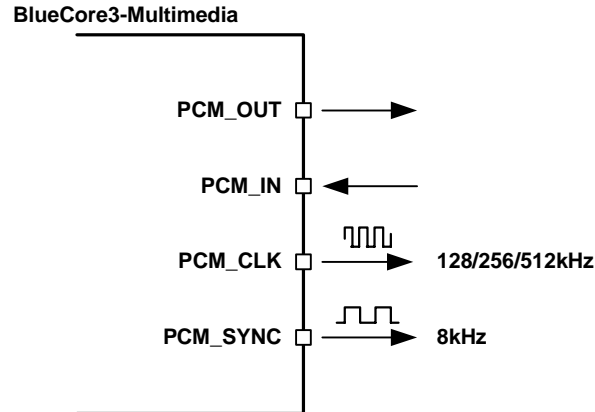 BlueCore3-Multimedia
PCM_OUT
PCM_IN
PCM_CLK 128/256/512kHz
PCM_SYNC 8kHz